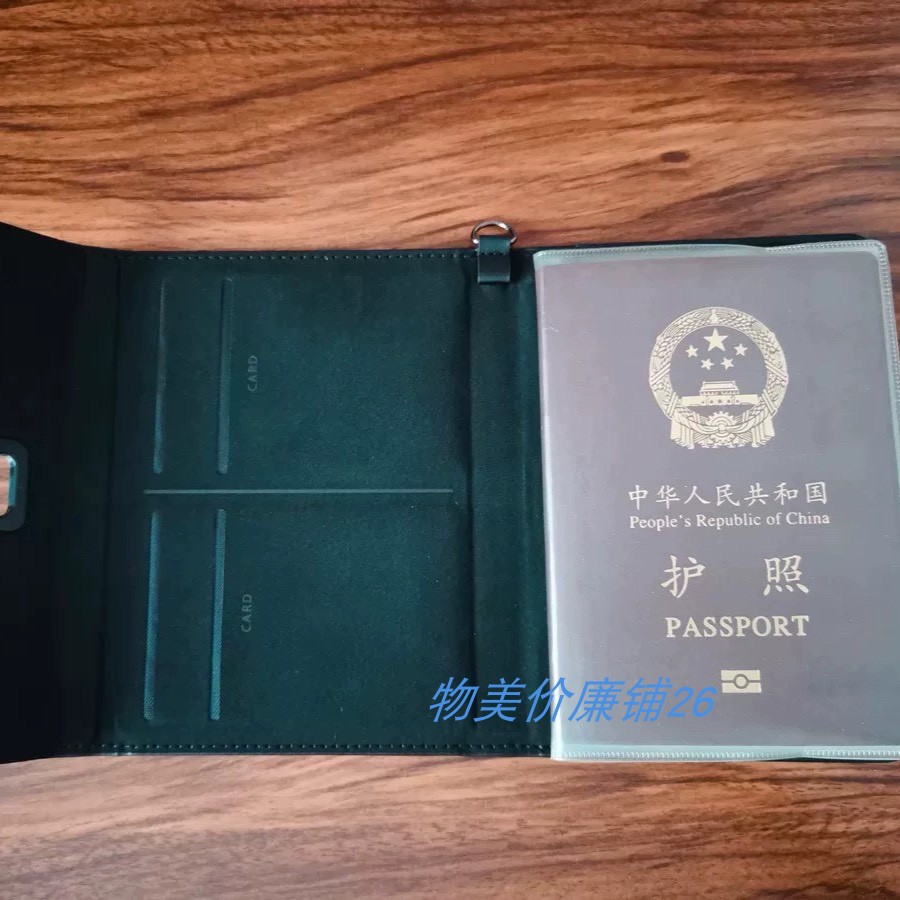 CARD
CARD
中华人民共和国
People's Republic of China
护照
PASSPORT
物美价廉铺26